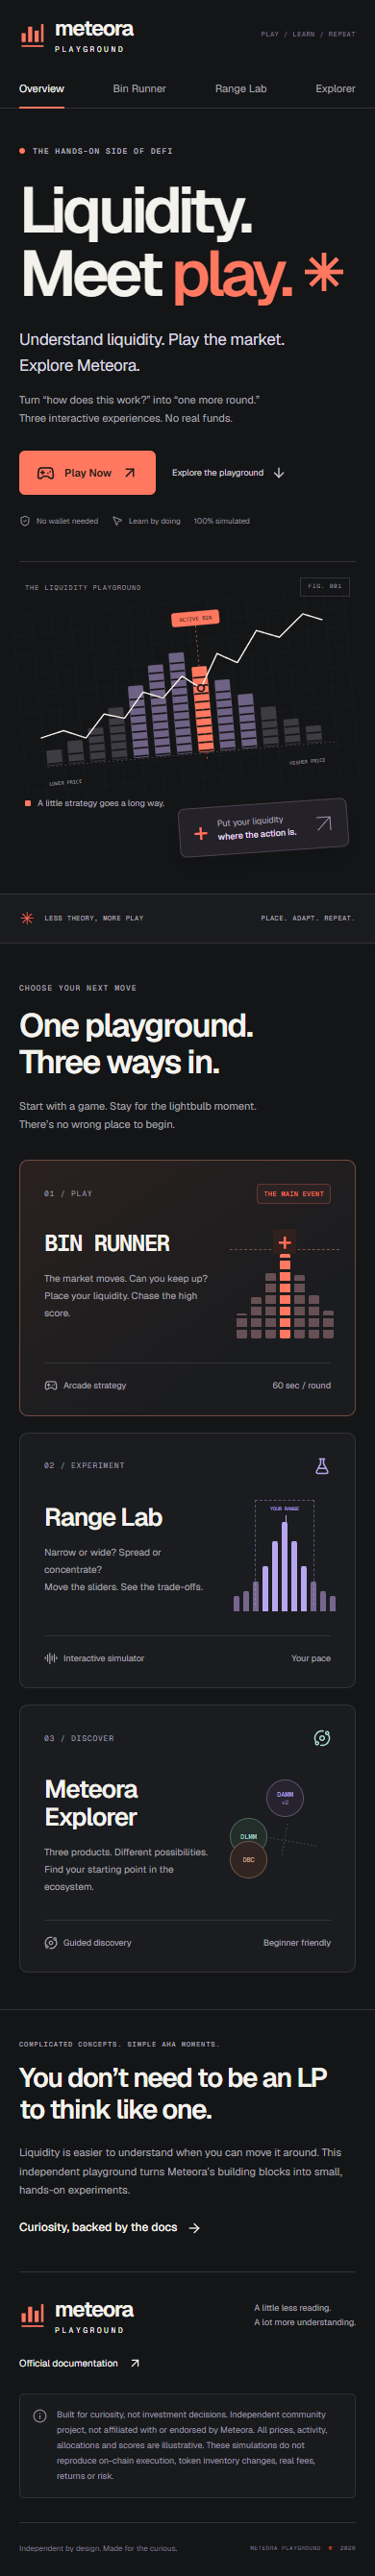 meteora
PLAYGROUND
PLAY / LEARN / REPEAT
Overview
Bin Runner
Range Lab
Explorer
THE HANDS-ON SIDE OF DEFI
Liquidity.
Meet play.
Understand liquidity. Play the market.
Explore Meteora.
Turn “how does this work?” into “one more round.”
Three interactive experiences. No real funds.
Play Now
Explore the playground
No wallet needed
Learn by doing
100% simulated
THE LIQUIDITY PLAYGROUND
FIG. 001
ACTIVE BIN
LOWER PRICE
HIGHER PRICE
A little strategy goes a long way.
Put your liquidity
where the action is.
LESS THEORY, MORE PLAY
PLACE. ADAPT. REPEAT.
CHOOSE YOUR NEXT MOVE
One playground.
Three ways in.
Start with a game. Stay for the lightbulb moment.
There’s no wrong place to begin.
01 / PLAY
THE MAIN EVENT
BIN RUNNER
The market moves. Can you keep up?
Place your liquidity. Chase the high
score.
Arcade strategy
60 sec / round
02 / EXPERIMENT
Range Lab
YOUR RANGE
Narrow or wide? Spread or
concentrate?
Move the sliders. See the trade-offs.
Interactive simulator
Your pace
03 / DISCOVER
Meteora
Explorer
DAMM
v2
DLMM
DBC
Three products. Different possibilities.
Find your starting point in the
ecosystem.
Guided discovery
Beginner friendly
COMPLICATED CONCEPTS. SIMPLE AHA MOMENTS.
You don’t need to be an LP
to think like one.
Liquidity is easier to understand when you can move it around. This
independent playground turns Meteora’s building blocks into small,
hands-on experiments.
Curiosity, backed by the docs
meteora
PLAYGROUND
A little less reading.
A lot more understanding.
Official documentation
Built for curiosity, not investment decisions. Independent community
project, not affiliated with or endorsed by Meteora. All prices, activity,
allocations and scores are illustrative. These simulations do not
reproduce on-chain execution, token inventory changes, real fees,
returns or risk.
Independent by design. Made for the curious.
METEORA PLAYGROUND
2026